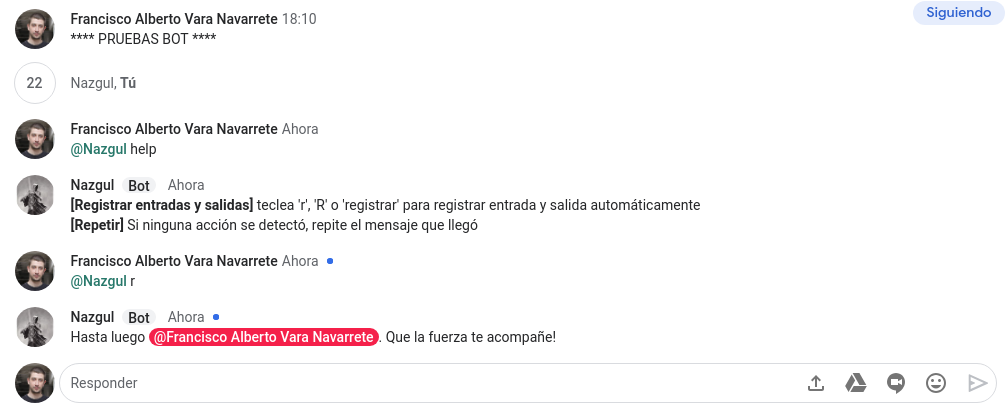 Siguiendo
Francisco Alberto Vara Navarrete 18:10
**** PRUEBAS BOT ****
22 Nazgul, Tú
Francisco Alberto Vara Navarrete Ahora
@Nazgul help
Nazgul Bot Ahora
[Registrar entradas y salidas] teclea 'r', 'R' o 'registrar' para registrar entrada y salida automáticamente
[Repetir] Si ninguna acción se detectó, repite el mensaje que llegó
Francisco Alberto Vara Navarrete Ahora
@Nazgul r
Nazgul Bot Ahora
Hasta luego @Francisco Alberto Vara Navarrete. Que la fuerza te acompañe!
Responder